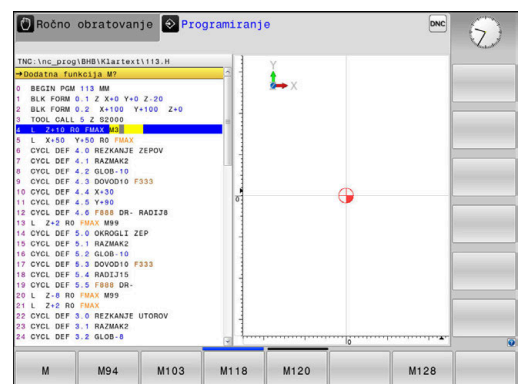 Ročno obratovanje
Programiranje
DNC
TNC:\nc_prog\BHB\Klartext\113.H
→Dodatna funkcija M?
0 BEGIN PGM 113 MM
1 BLK FORM 0.1 Z X+0 Y+0 Z-20
2 BLK FORM 0.2 X+100 Y+100 Z+0
3 TOOL CALL 5 Z S2000
4 L Z+10 R0 FMAX M3
5 L X+50 Y+50 R0 FMAX
6 CYCL DEF 4.0 REZKANJE ZEPOV
7 CYCL DEF 4.1 RAZMAK2
8 CYCL DEF 4.2 GLOB-10
9 CYCL DEF 4.3 DOVOD10 F333
10 CYCL DEF 4.4 X+30
11 CYCL DEF 4.5 Y+90
12 CYCL DEF 4.6 F888 DR- RADIJ8
13 L Z+2 R0 FMAX M99
14 CYCL DEF 5.0 OKROGLI ZEP
15 CYCL DEF 5.1 RAZMAK2
16 CYCL DEF 5.2 GLOB-10
17 CYCL DEF 5.3 DOVOD10 F333
18 CYCL DEF 5.4 RADIJ15
19 CYCL DEF 5.5 F888 DR-
20 L Z-8 R0 FMAX M99
21 L Z+2 R0 FMAX
22 CYCL DEF 3.0 REZKANJE UTOROV
23 CYCL DEF 3.1 RAZMAK2
24 CYCL DEF 3.2 GLOB-8
Y
X
0
0
M M94 M103 M118 M120 M128